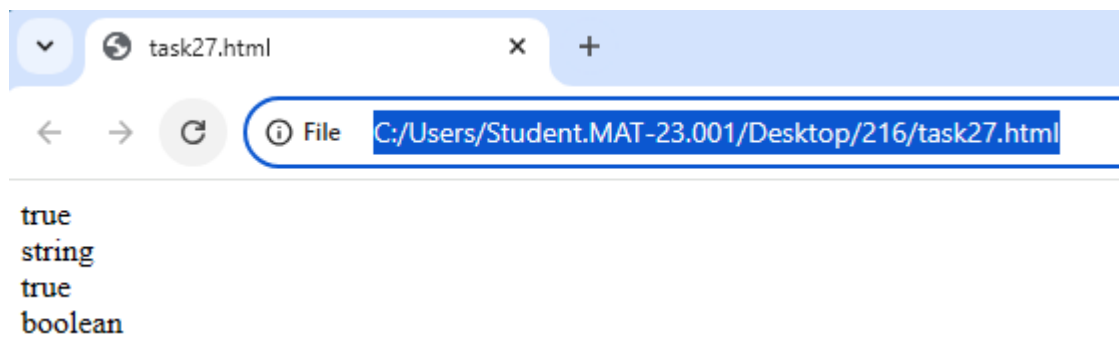 task27.html
File C:/Users/Student.MAT-23.001/Desktop/216/task27.html
true
string
true
boolean